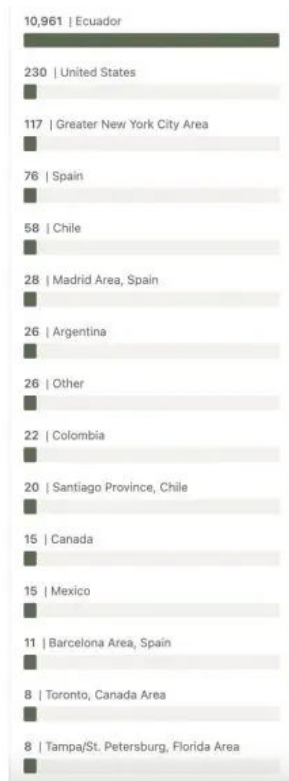 10,961 | Ecuador
230 | United States
117 | Greater New York City Area
76 | Spain
58 | Chile
28 | Madrid Area, Spain
26 | Argentina
26 | Other
22 | Colombia
20 | Santiago Province, Chile
15 | Canada
15 | Mexico
11 | Barcelona Area, Spain
8 | Toronto, Canada Area
8 | Tampa/St. Petersburg, Florida Area